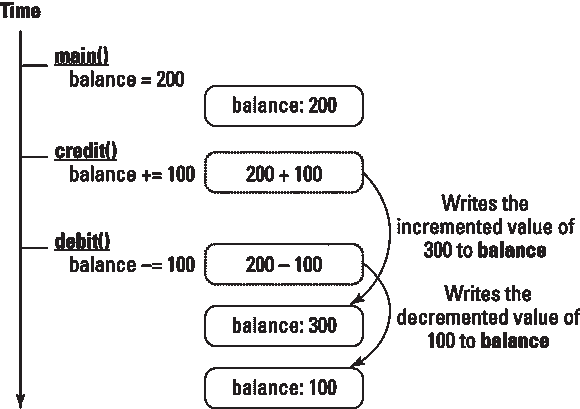 Time
main()
balance = 200
balance: 200
credit()
balance += 100
200 + 100
Writes the
incremented value of
300 to balance
debit()
balance –= 100
200 – 100
Writes the
decremented value of
100 to balance
balance: 300
balance: 100